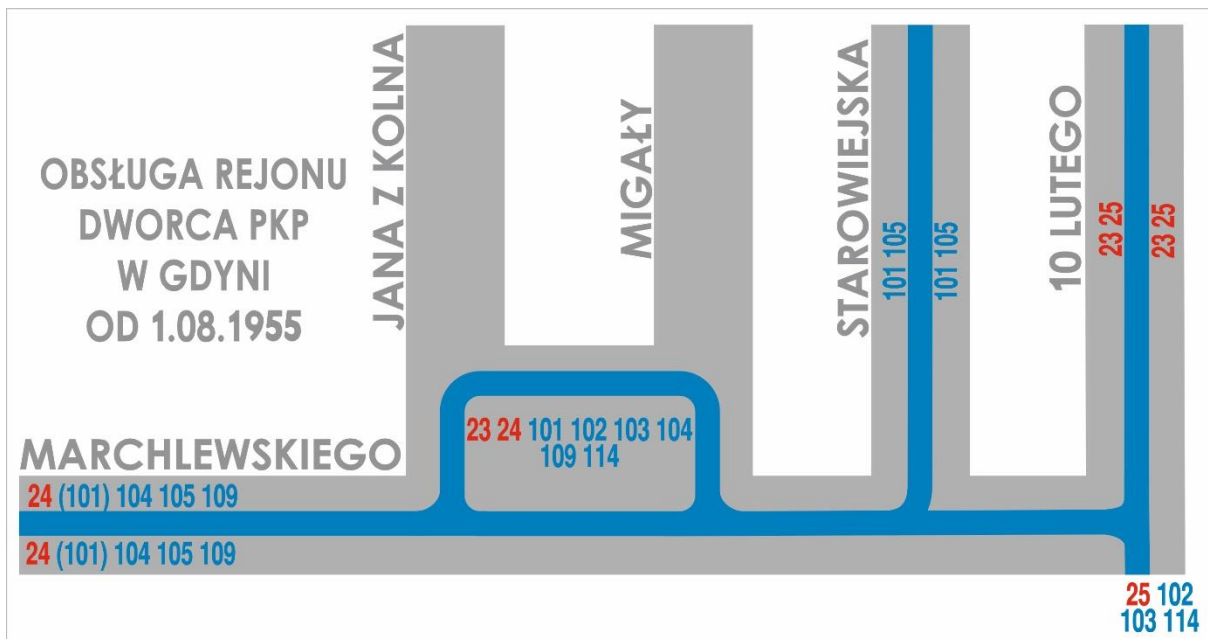 OBSŁUGA REJONU
DWORCA PKP
W GDYNI
OD 1.08.1955
JANA Z KOLNA
MIGAŁY
STAROWIEJSKA
101 105
101 105
10 LUTEGO
23 25
23 25
23 24 101 102 103 104
109 114
MARCHLEWSKIEGO
24 (101) 104 105 109
24 (101) 104 105 109
25 102
103 114